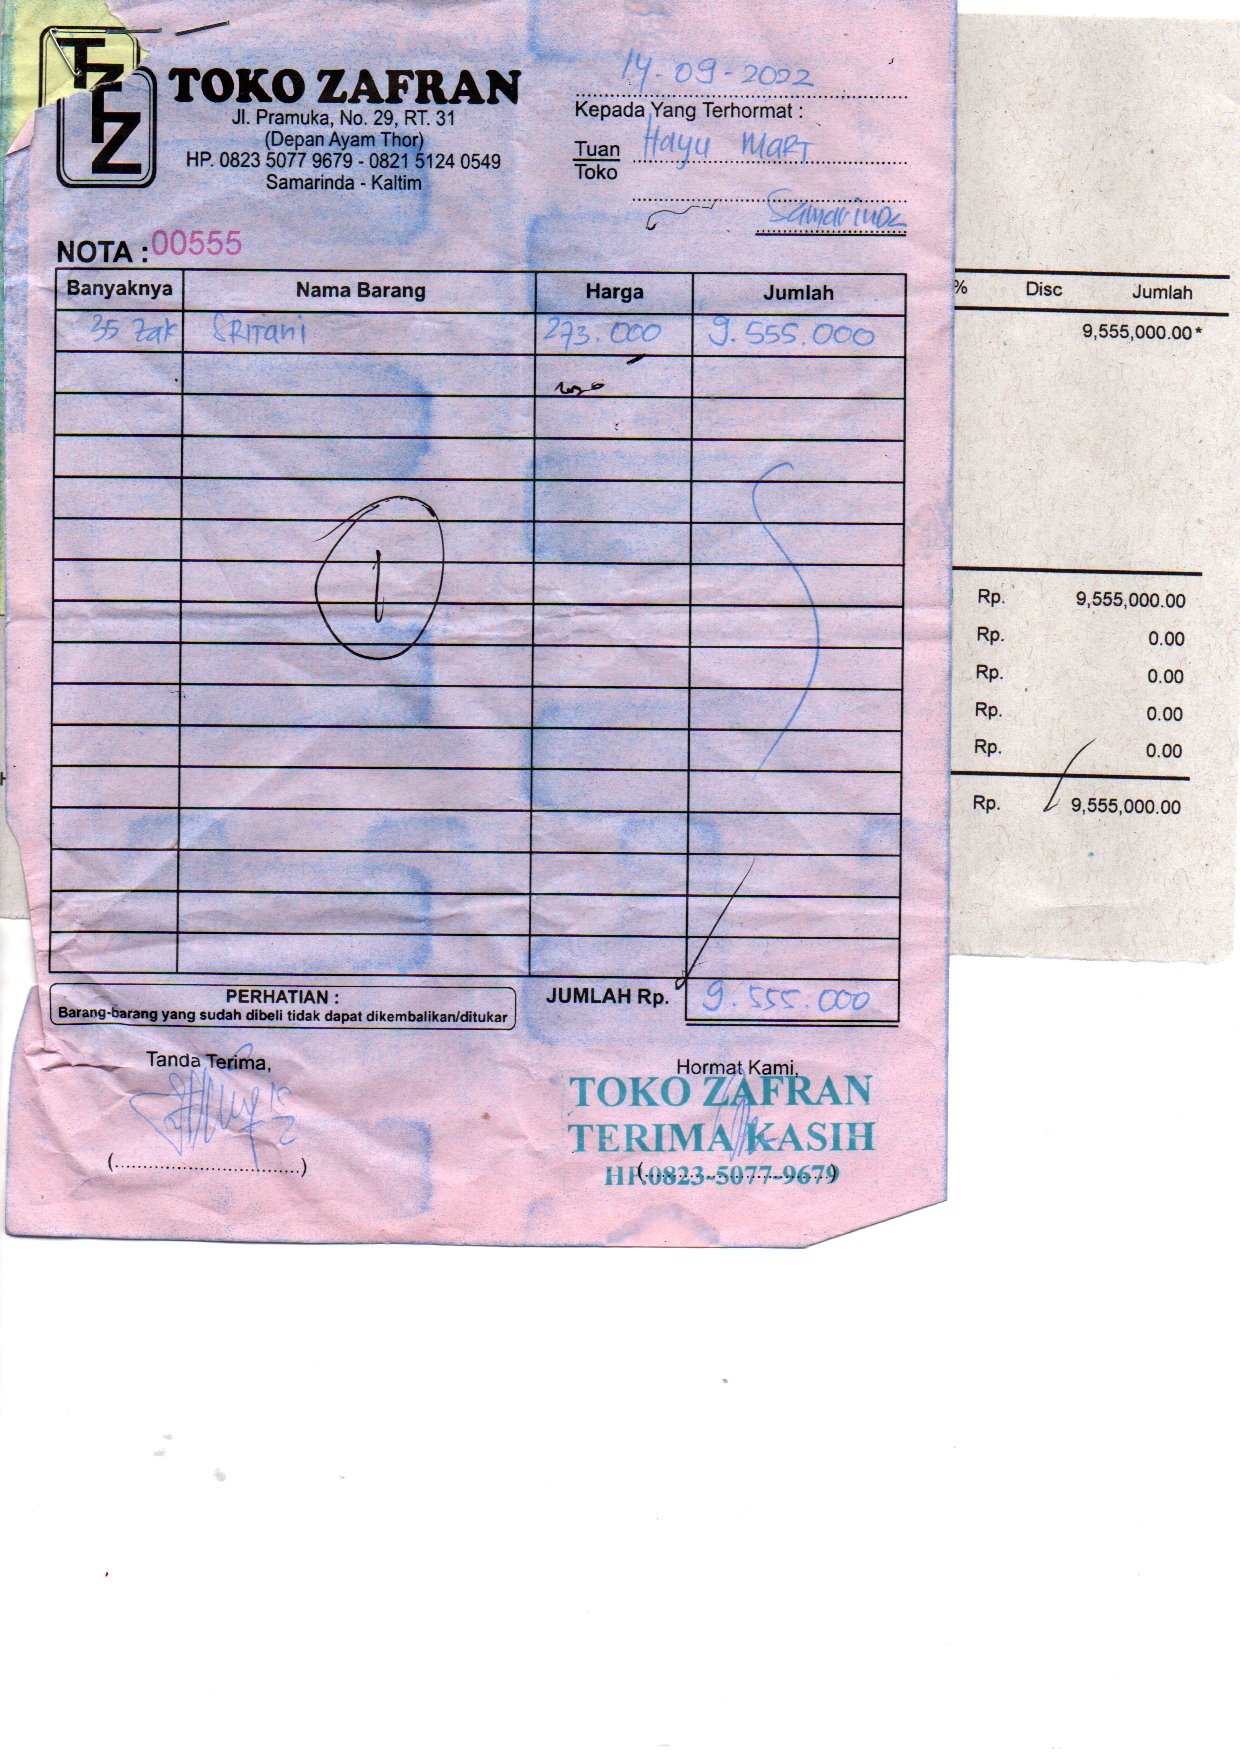 TFZ
TOKO ZAFRAN
Jl. Pramuka, No. 29, RT. 31
(Depan Ayam Thor)
HP. 0823 5077 9679 - 0821 5124 0549
Samarinda - Kaltim
14-09-2022
Kepada Yang Terhormat :
Tuan Hayu MART
Toko
Samarinda
NOTA : 00555
Banyaknya Nama Barang Harga Jumlah
35 zak SRITani 273.000 9.555.000
1
JUMLAH Rp. 9.555.000
PERHATIAN :
Barang-barang yang sudah dibeli tidak dapat dikembalikan/ditukar
Tanda Terima,
(..............................)
Hormat Kami,
TOKO ZAFRAN
TERIMA KASIH
HP.0823-5077-9679
(..............................)
% Disc Jumlah
9,555,000.00*
Rp. 9,555,000.00
Rp. 0.00
Rp. 0.00
Rp. 0.00
Rp. 0.00
Rp. 9,555,000.00